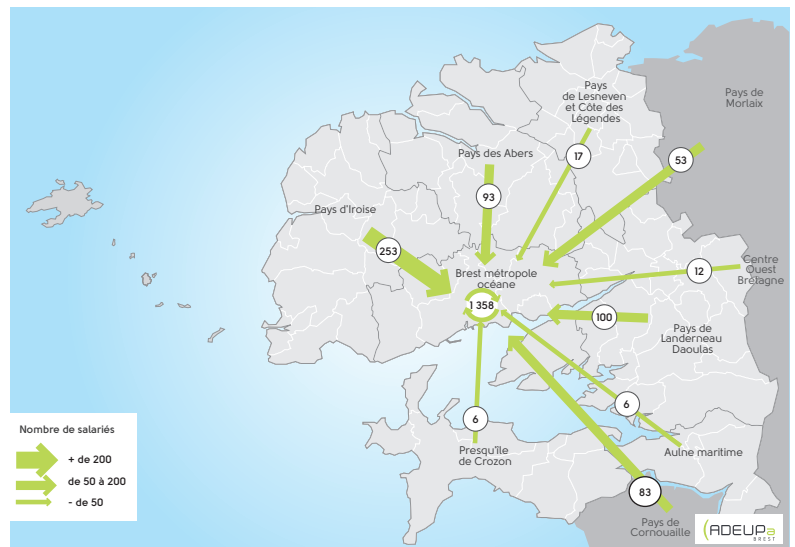 Pays
de Lesneven
et Côte des
Légendes
Pays de
Morlaix
Pays des Abers
17
53
93
Pays d'Iroise
253
Brest métropole
océane
Centre
Ouest
Bretagne
12
1 358
100
Pays de
Landerneau
Daoulas
6
6
Nombre de salariés
+ de 200
de 50 à 200
- de 50
Presqu'île
de Crozon
Aulne maritime
83
Pays de
Cornouaille
ADEUPa
BREST